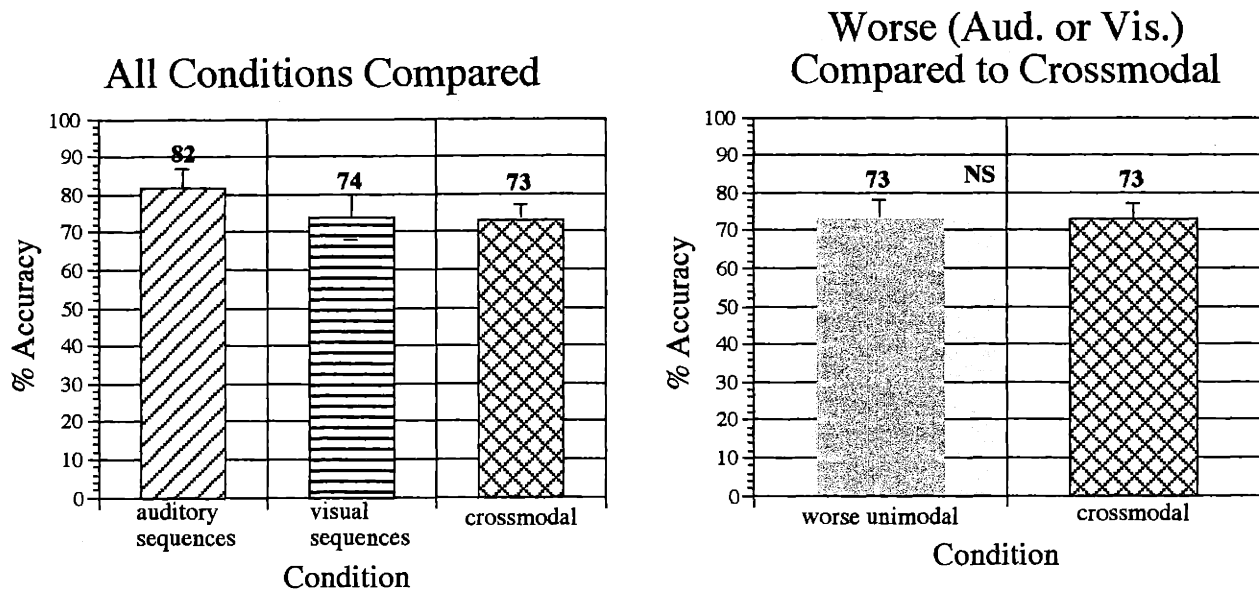 All Conditions Compared
% Accuracy
100
90
80
70
60
50
40
30
20
10
0
82
74
73
auditory
sequences
visual
sequences
crossmodal
Condition
Worse (Aud. or Vis.)
Compared to Crossmodal
% Accuracy
100
90
80
70
60
50
40
30
20
10
0
73
NS
73
worse unimodal
crossmodal
Condition